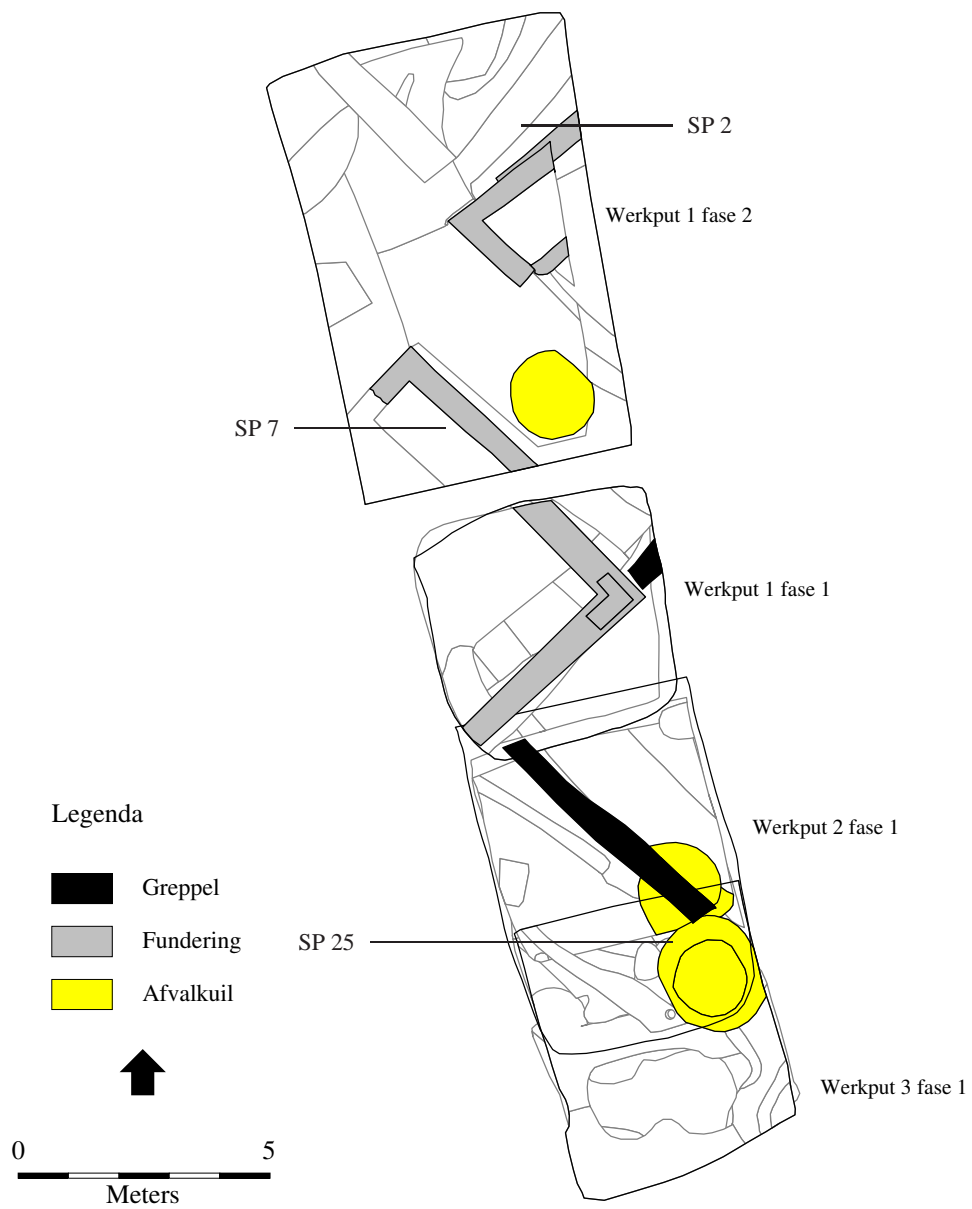 SP 2
Werkput 1 fase 2
SP 7
Werkput 1 fase 1
Legenda
Werkput 2 fase 1
Greppel
Fundering
SP 25
Afvalkuil
Werkput 3 fase 1
0 5
Meters